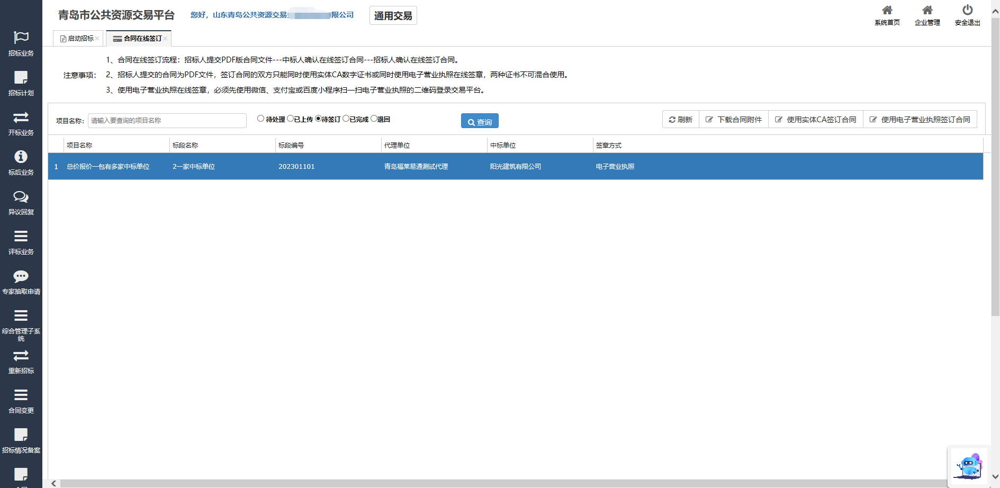 青岛市公共资源交易平台
您好，山东青岛公共资源交易 有限公司
通用交易
系统首页
企业管理
安全退出
启动招标
合同在线签订
注意事项：
1、合同在线签订流程：招标人提交PDF版合同文件---中标人确认在线签订合同---招标人确认在线签订合同。
2、招标人提交的合同为PDF文件，签订合同的双方只能同时使用实体CA数字证书或同时使用电子营业执照在线签章，两种证书不可混合使用。
3、使用电子营业执照在线签章，必须先使用微信、支付宝或百度小程序扫一扫电子营业执照的二维码登录交易平台。
项目名称：
请输入要查询的项目名称
待处理 已上传 待签订 已完成 退回
查询
刷新
下载合同附件
使用实体CA签订合同
使用电子营业执照签订合同
项目名称 标段名称 标段编号 代理单位 中标单位 签章方式
1 总价报价一包有多家中标单位 2一家中标单位 202301101 青岛福莱易通测试代理 阳光建筑有限公司 电子营业执照
招标业务
招标计划
开标业务
标后业务
异议回复
评标业务
专家抽取申请
综合管理子系
统
重新招标
合同变更
招标情况备案